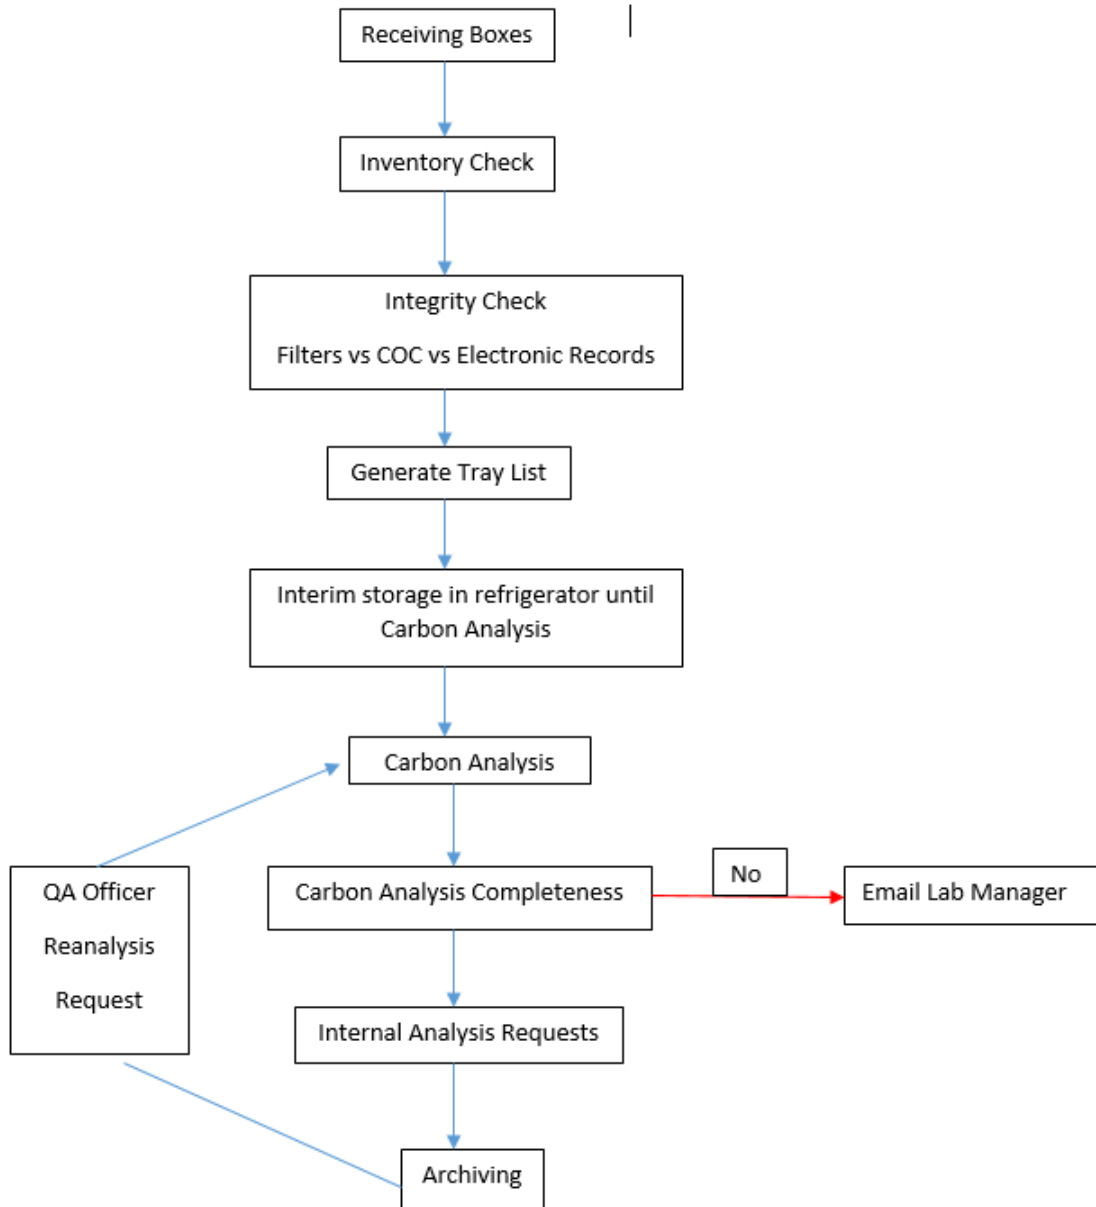 Receiving Boxes
Inventory Check
Integrity Check
Filters vs COC vs Electronic Records
Generate Tray List
Interim storage in refrigerator until
Carbon Analysis
Carbon Analysis
QA Officer
Reanalysis
Request
Carbon Analysis Completeness
No
Email Lab Manager
Internal Analysis Requests
Archiving